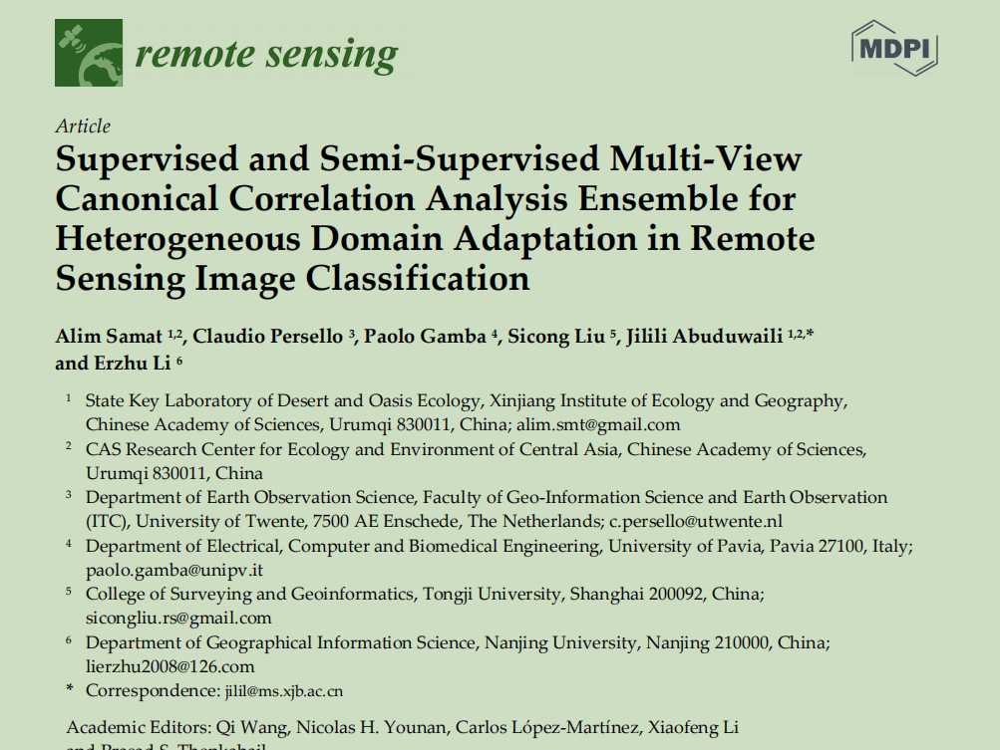 remote sensing
MDPI
Article
Supervised and Semi-Supervised Multi-View
Canonical Correlation Analysis Ensemble for
Heterogeneous Domain Adaptation in Remote
Sensing Image Classification
Alim Samat 1,2, Claudio Persello 3, Paolo Gamba 4, Sicong Liu 5, Jilili Abuduwaili 1,2,*
and Erzhu Li 6
1 State Key Laboratory of Desert and Oasis Ecology, Xinjiang Institute of Ecology and Geography,
Chinese Academy of Sciences, Urumqi 830011, China; alim.smt@gmail.com
2 CAS Research Center for Ecology and Environment of Central Asia, Chinese Academy of Sciences,
Urumqi 830011, China
3 Department of Earth Observation Science, Faculty of Geo-Information Science and Earth Observation
(ITC), University of Twente, 7500 AE Enschede, The Netherlands; c.persello@utwente.nl
4 Department of Electrical, Computer and Biomedical Engineering, University of Pavia, Pavia 27100, Italy;
paolo.gamba@unipv.it
5 College of Surveying and Geoinformatics, Tongji University, Shanghai 200092, China;
sicongliu.rs@gmail.com
6 Department of Geographical Information Science, Nanjing University, Nanjing 210000, China;
lierzhu2008@126.com
* Correspondence: jilil@ms.xjb.ac.cn
Academic Editors: Qi Wang, Nicolas H. Younan, Carlos López-Martínez, Xiaofeng Li